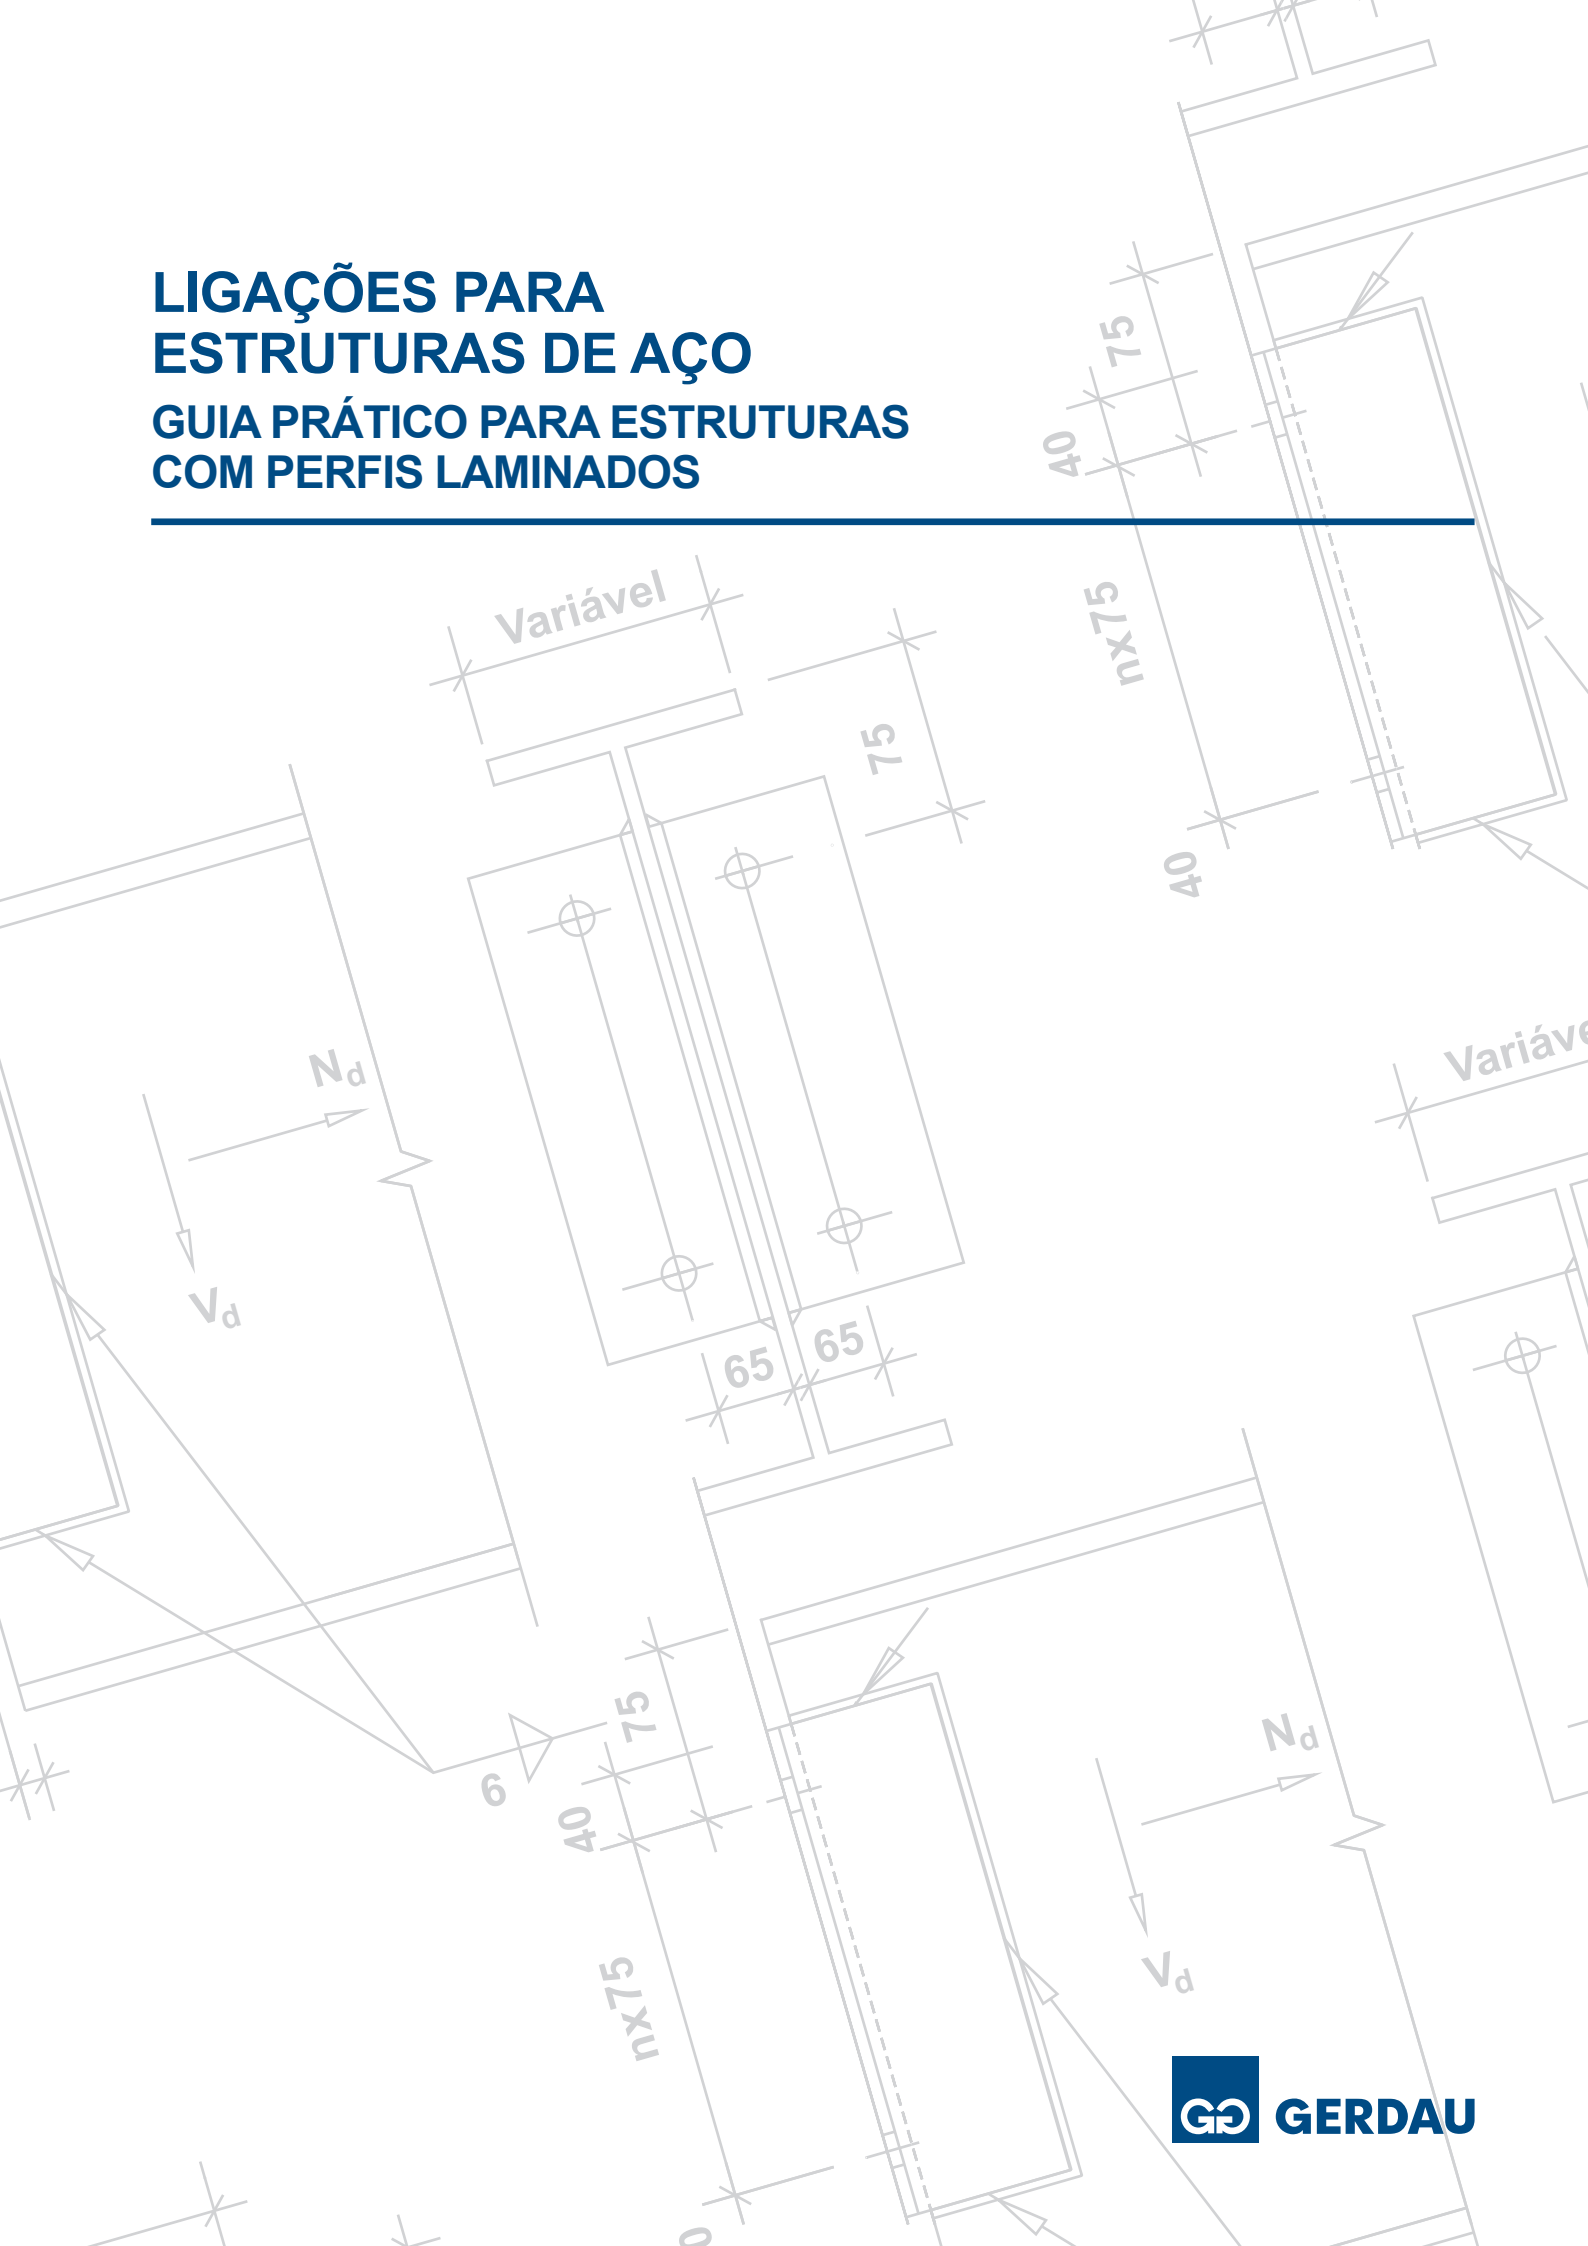 LIGAÇÕES PARA
ESTRUTURAS DE AÇO
GUIA PRÁTICO PARA ESTRUTURAS
COM PERFIS LAMINADOS
75
40
nx75
40
Variável
75
Nd
Vd
65
65
6
75
40
nx75
Nd
Vd
GERDAU